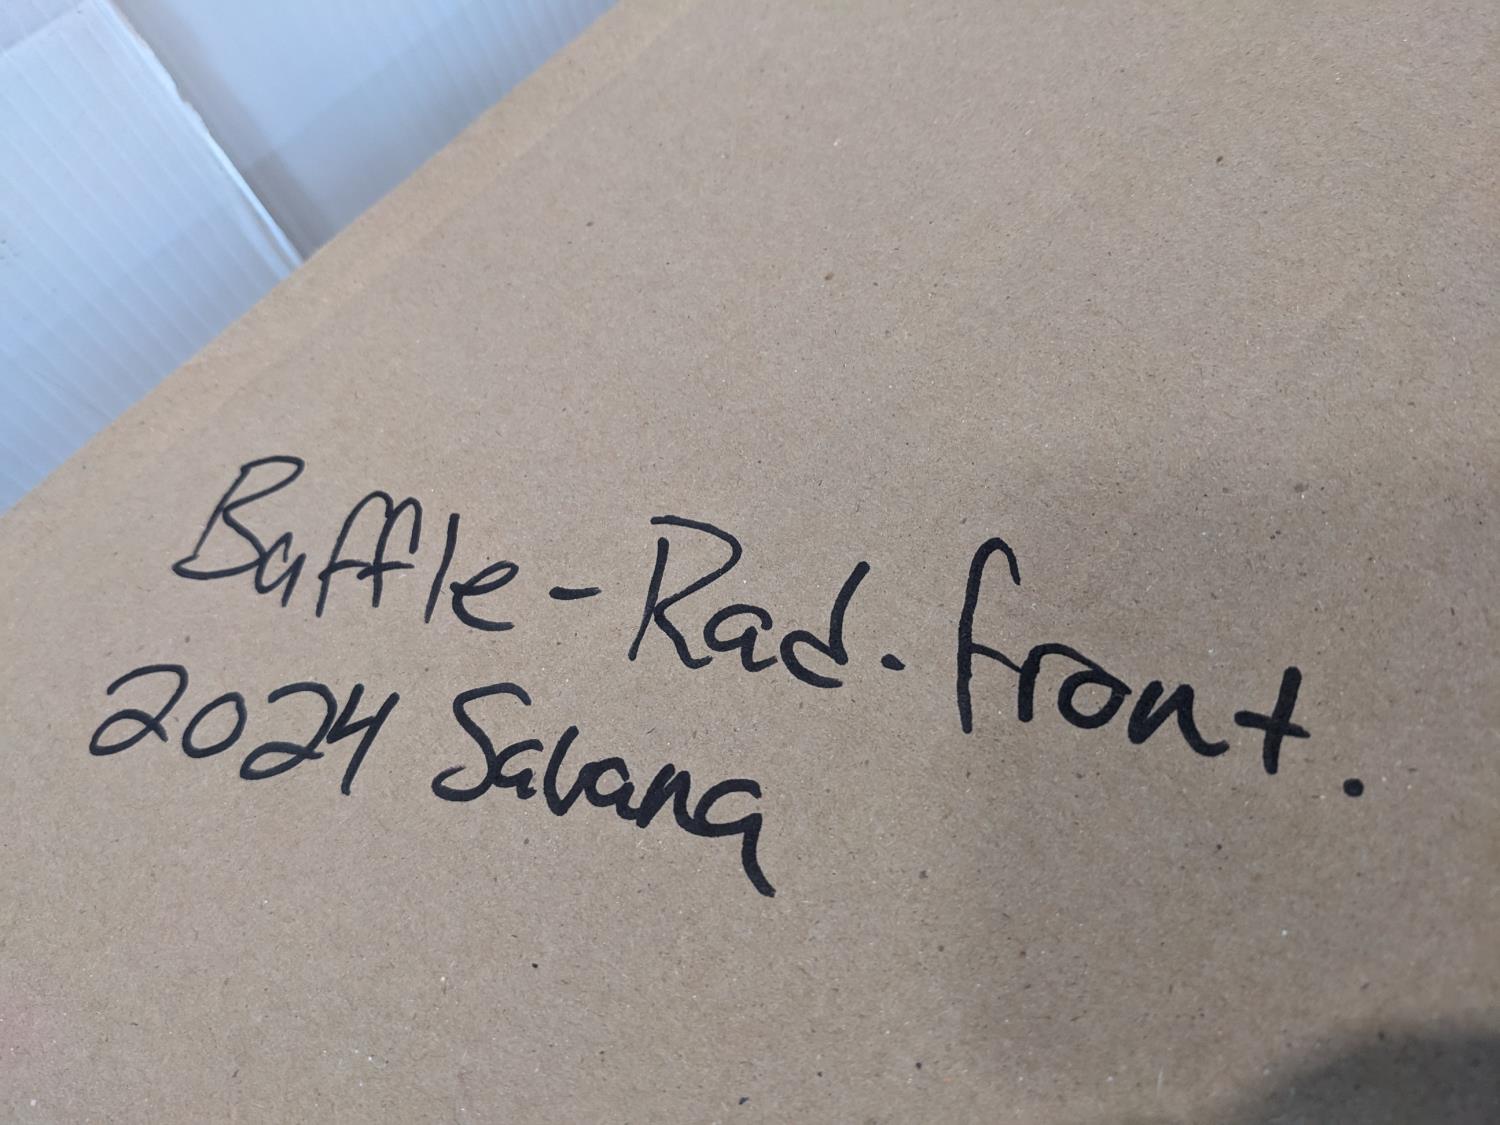 Baffle - Rad. front.
2024 Savana